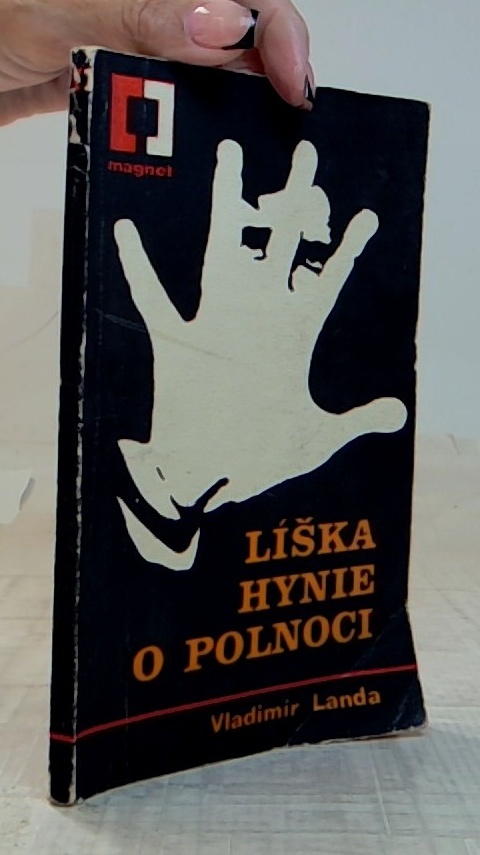 magnet
LÍŠKA
HYNIE
O POLNOCI
Vladimír Landa